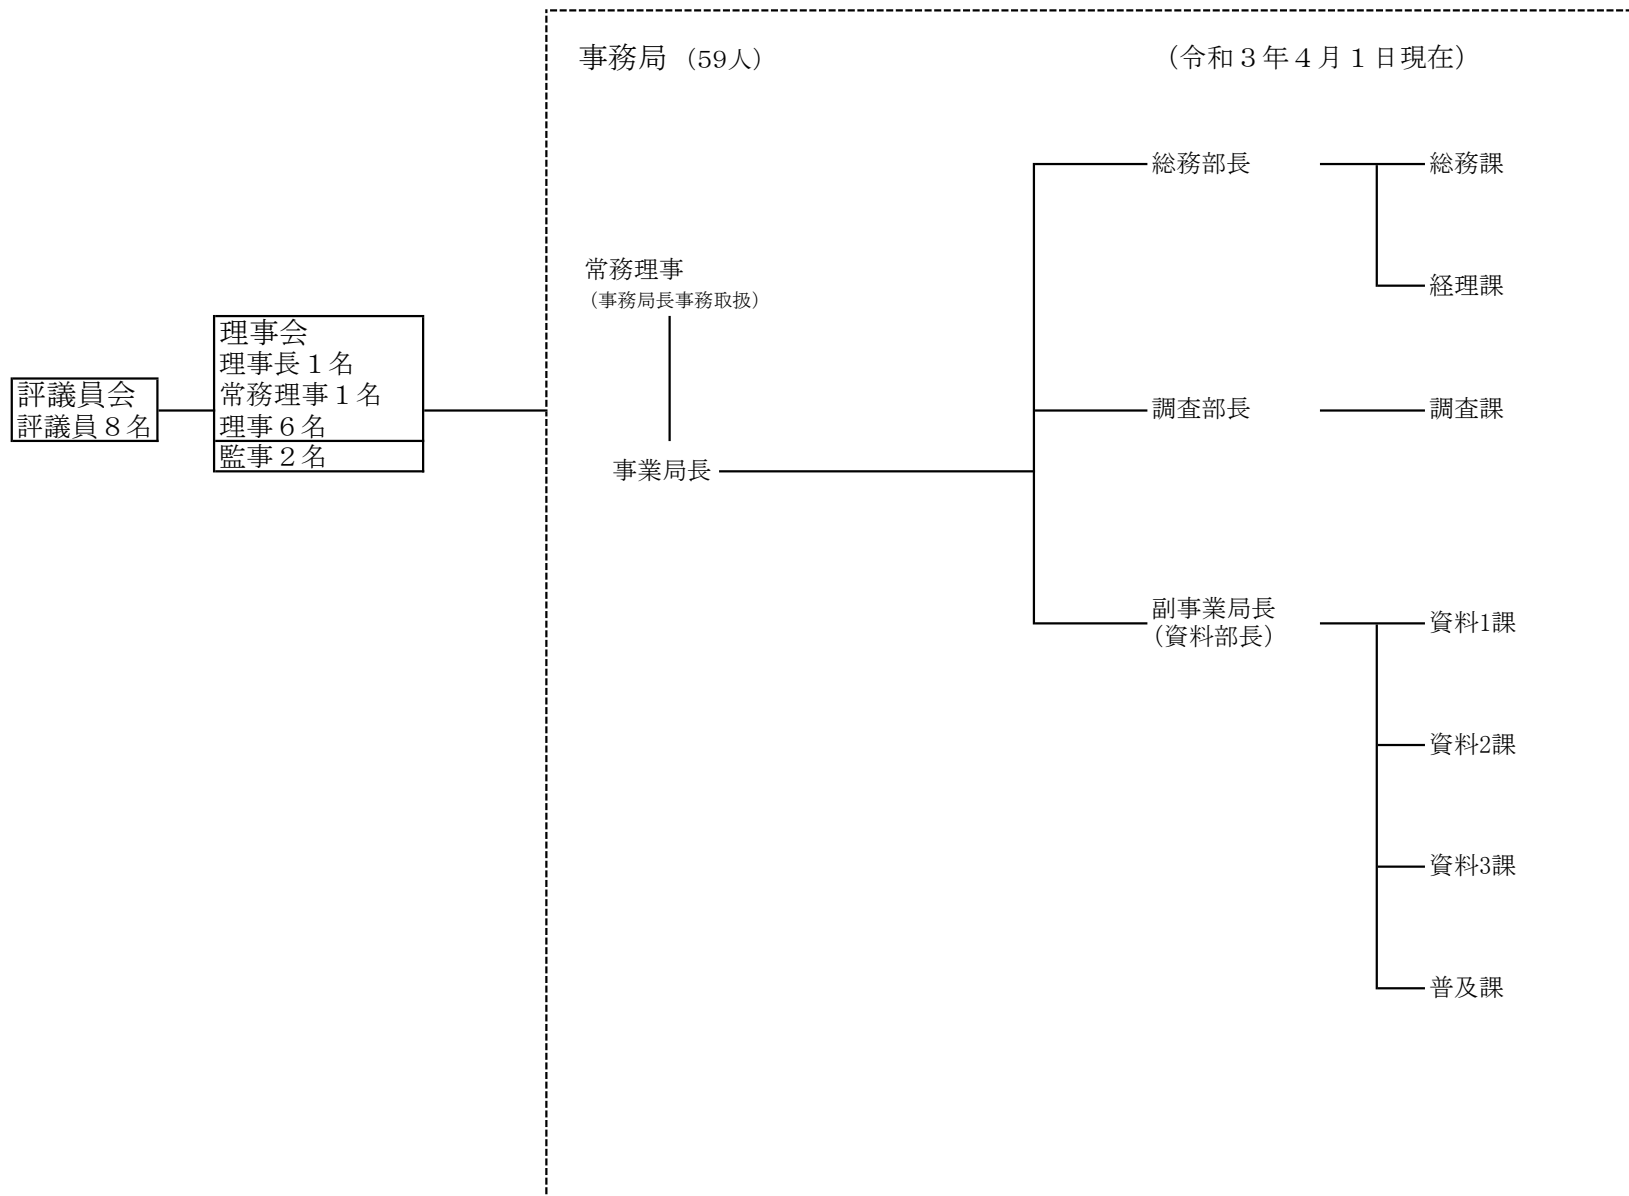 事務局（59人）
（令和３年４月１日現在）
評議員会
評議員８名
理事会
理事長１名
常務理事１名
理事６名
監事２名
常務理事
（事務局長事務取扱）
事業局長
総務部長
総務課
経理課
調査部長
調査課
副事業局長
（資料部長）
資料1課
資料2課
資料3課
普及課